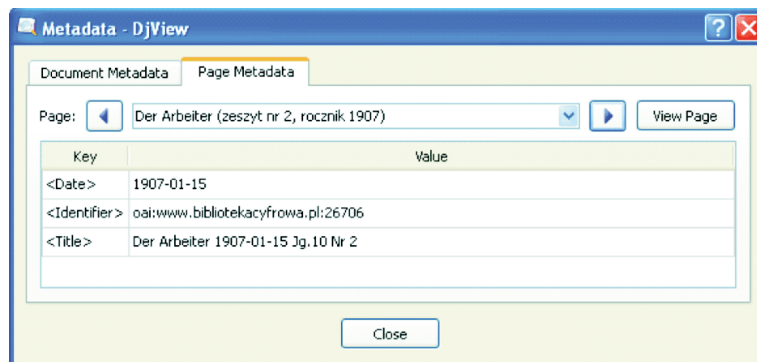 Metadata - DjView
Document Metadata Page Metadata
Page: Der Arbeiter (zeszyt nr 2, rocznik 1907) View Page
Key Value
<Date> 1907-01-15
<Identifier> oai:www.bibliotekacyfrowa.pl:26706
<Title> Der Arbeiter 1907-01-15 Jg.10 Nr 2
Close